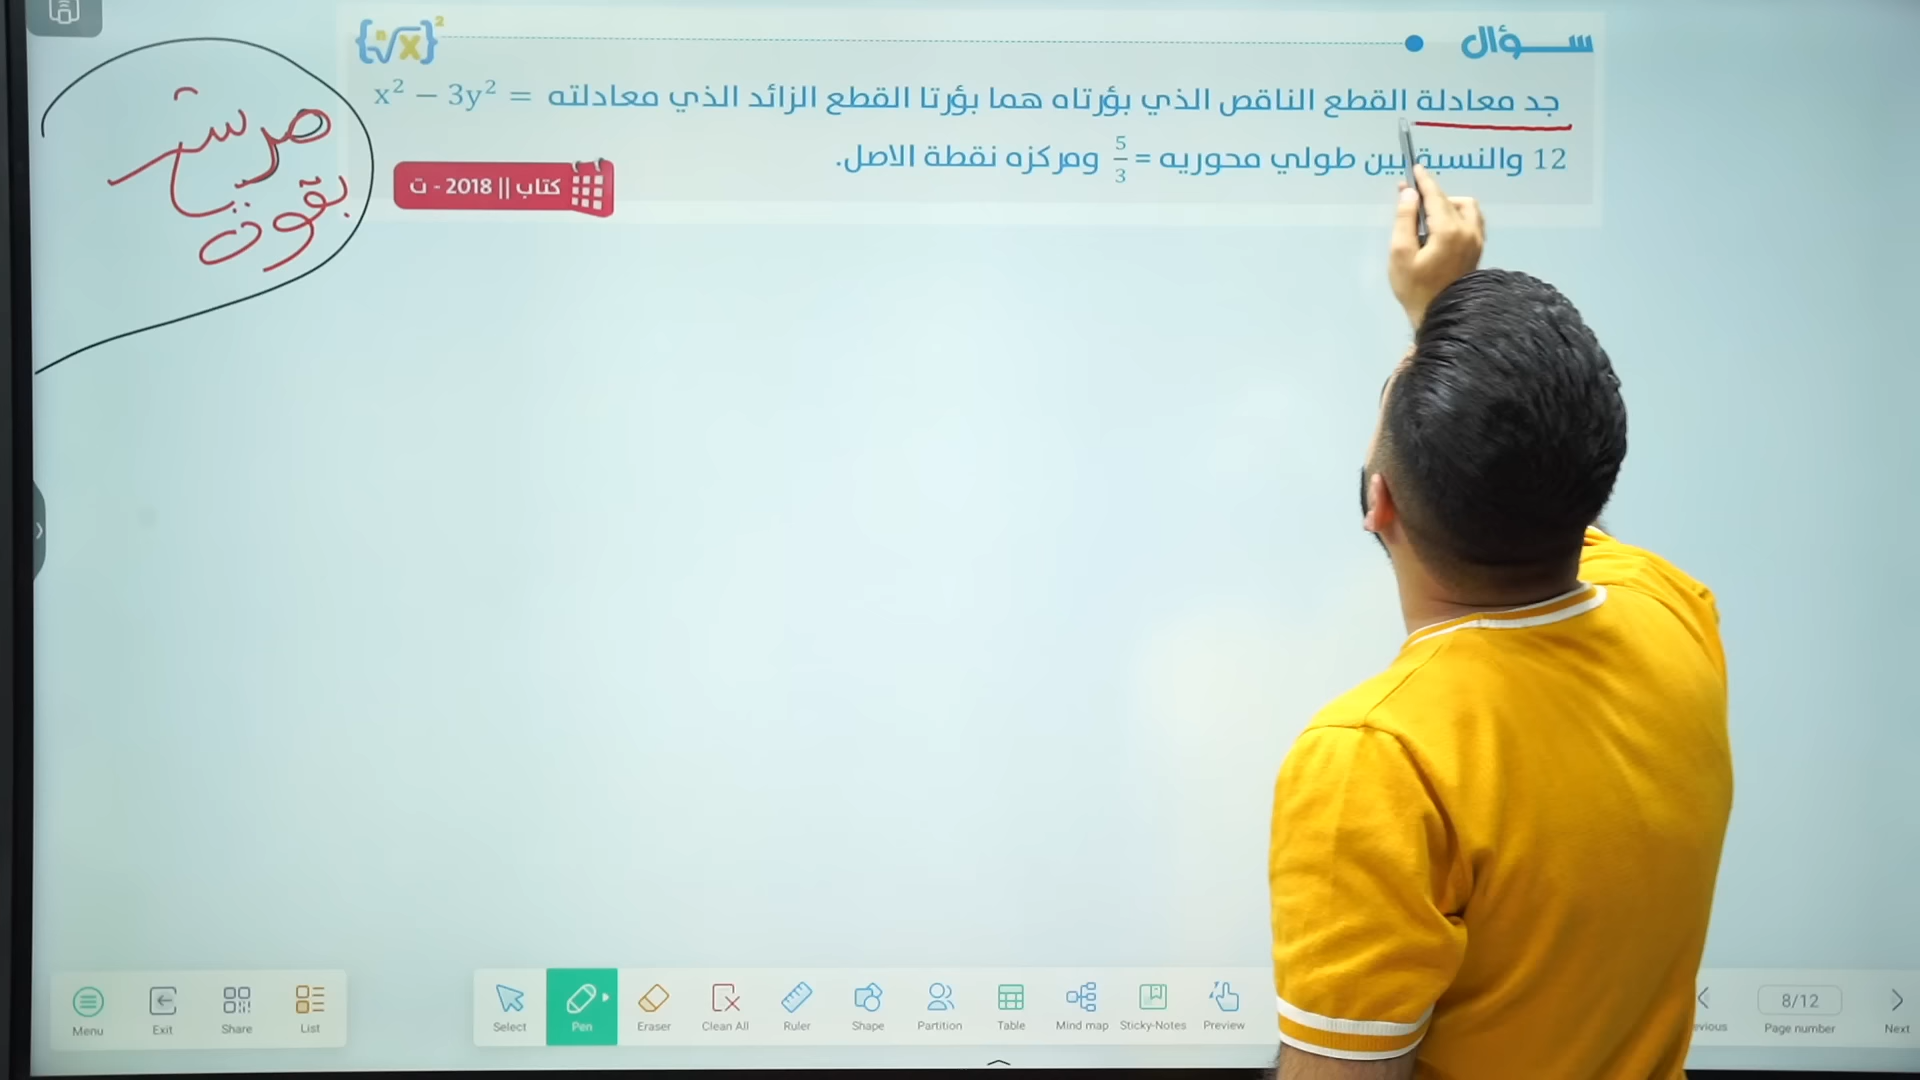 سؤال
{ⁿ√x}²
جد معادلة القطع الناقص الذي بؤرتاه هما بؤرتا القطع الزائد الذي معادلته x² − 3y² =
12 والنسبة بين طولي محوريه = 5/3 ومركزه نقطة الاصل.
كتاب || 2018 - ت
بقوة
Menu
Exit
Share
List
Select
Pen
Eraser
Clean All
Ruler
Shape
Partition
Table
Mind map
Sticky-Notes
Preview
8/12
Page number
Next